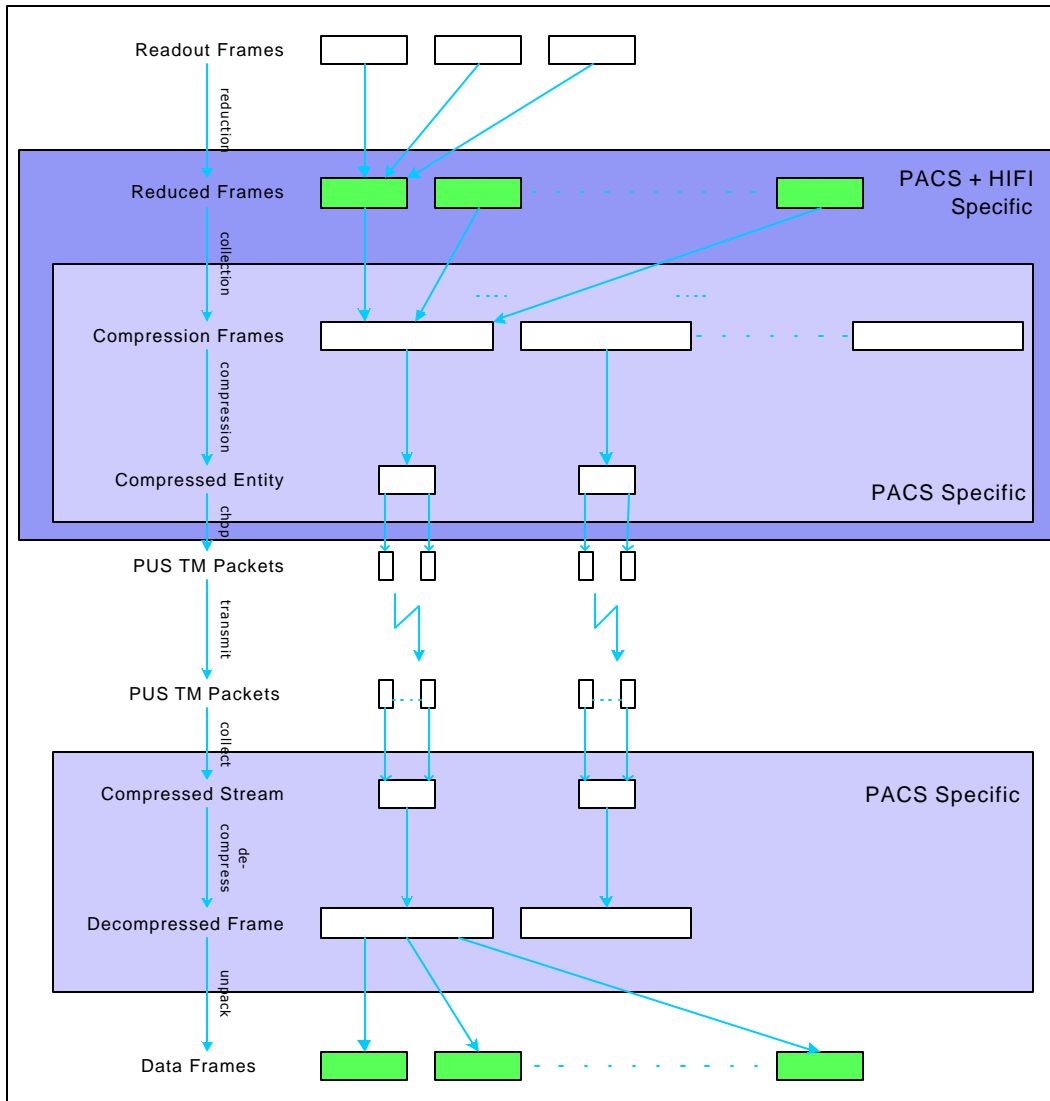 Readout Frames
reduction
Reduced Frames
PACS + HIFI
Specific
collection
Compression Frames
compression
Compressed Entity
PACS Specific
chop
PUS TM Packets
transmit
PUS TM Packets
collect
Compressed Stream
PACS Specific
de-
compress
Decompressed Frame
unpack
Data Frames